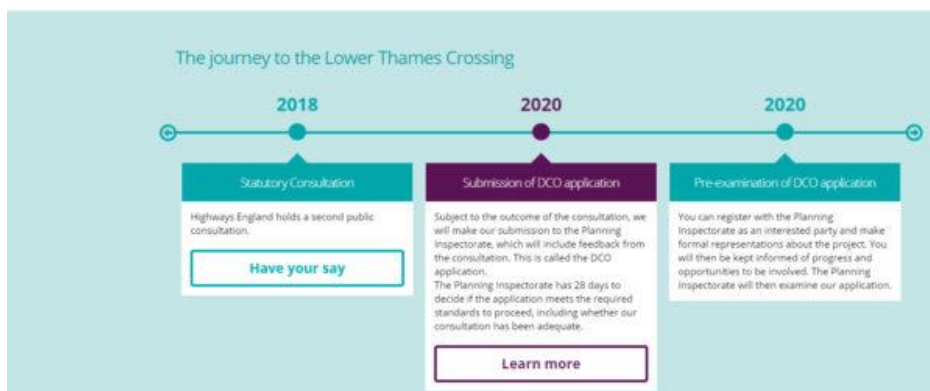 The journey to the Lower Thames Crossing
2018
2020
2020
Statutory Consultation
Highways England holds a second public
consultation.
Have your say
Submission of DCO application
Subject to the outcome of the consultation, we
will make our submission to the Planning
Inspectorate, which will include feedback from
the consultation. This is called the DCO
application.
The Planning Inspectorate has 28 days to
decide if the application meets the required
standards to proceed, including whether our
consultation has been adequate.
Learn more
Pre-examination of DCO application
You can register with the Planning
Inspectorate as an interested party and make
formal representations about the project. You
will then be kept informed of progress and
opportunities to be involved. The Planning
Inspectorate will then examine our application.